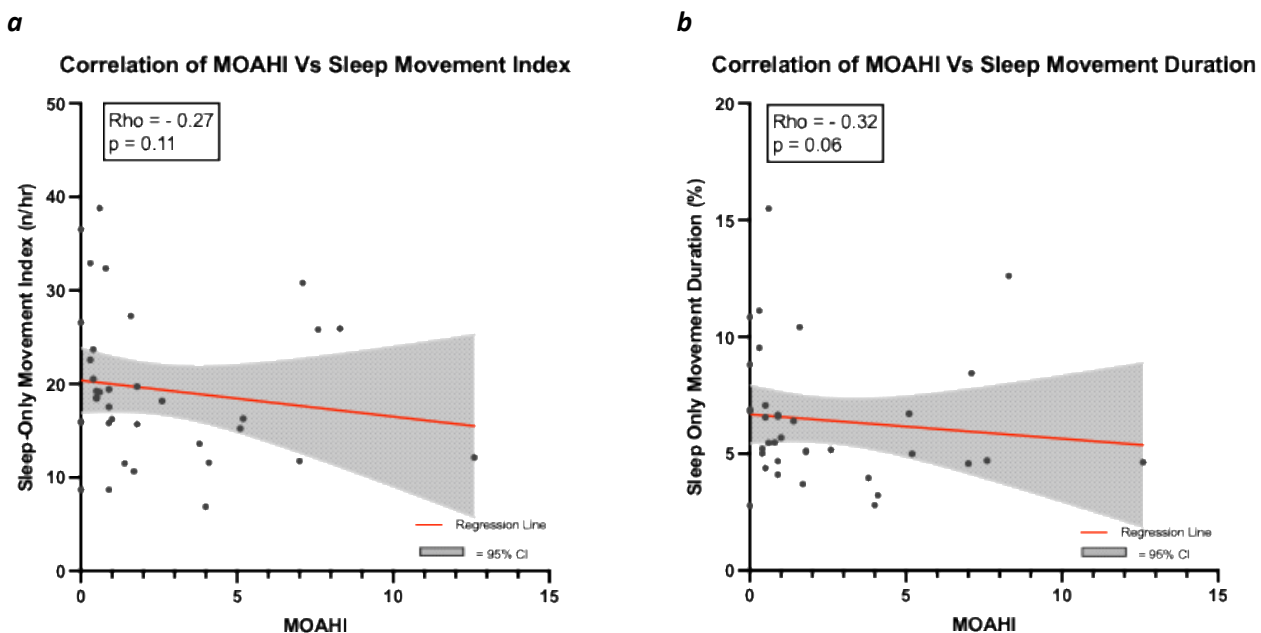 a
Correlation of MOAHI Vs Sleep Movement Index
Rho = - 0.27
p = 0.11
Sleep-Only Movement Index (n/hr)
50
40
30
20
10
0
0 5 10 15
MOAHI
Regression Line
= 95% CI
b
Correlation of MOAHI Vs Sleep Movement Duration
Rho = - 0.32
p = 0.06
Sleep Only Movement Duration (%)
20
15
10
5
0
0 5 10 15
MOAHI
Regression Line
= 95% CI